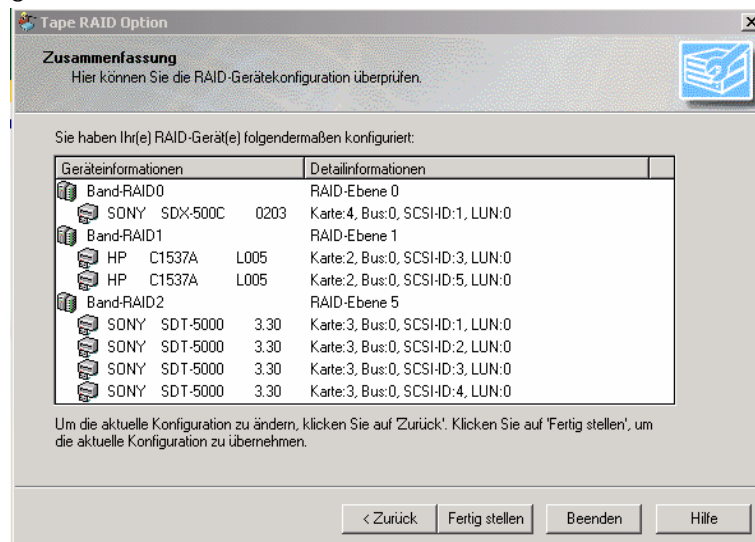 Tape RAID Option
Zusammenfassung
Hier können Sie die RAID-Gerätekonfiguration überprüfen.
Sie haben Ihr(e) RAID-Gerät(e) folgendermaßen konfiguriert:
Geräteinformationen Detailinformationen
Band-RAID0 RAID-Ebene 0
SONY SDX-500C 0203 Karte:4, Bus:0, SCSI-ID:1, LUN:0
Band-RAID1 RAID-Ebene 1
HP C1537A L005 Karte:2, Bus:0, SCSI-ID:3, LUN:0
HP C1537A L005 Karte:2, Bus:0, SCSI-ID:5, LUN:0
Band-RAID2 RAID-Ebene 5
SONY SDT-5000 3.30 Karte:3, Bus:0, SCSI-ID:1, LUN:0
SONY SDT-5000 3.30 Karte:3, Bus:0, SCSI-ID:2, LUN:0
SONY SDT-5000 3.30 Karte:3, Bus:0, SCSI-ID:3, LUN:0
SONY SDT-5000 3.30 Karte:3, Bus:0, SCSI-ID:4, LUN:0
Um die aktuelle Konfiguration zu ändern, klicken Sie auf 'Zurück'. Klicken Sie auf 'Fertig stellen', um
die aktuelle Konfiguration zu übernehmen.
< Zurück Fertig stellen Beenden Hilfe